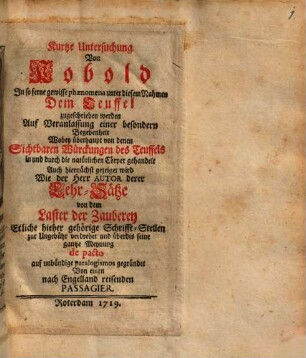 Kurtze Untersuchung
Von
Kobold
In so ferne gewisse phænomena unter diesem Nahmen
Dem Teuffel
zugeschrieben werden
Auf Veranlassung einer besondern
Begebenheit
Wobey überhaupt von denen
Sichtbaren Würckungen des Teuffels
in und durch die natürlichen Cörper gehandelt
Auch hiernächst gezeiget wird
Wie der Herr AUTOR derer
Lehr-Sätze
von dem
Laster der Zauberey
Etliche hieher gehörige Schrifft-Stellen
zur Ungebühr verdrehet und überdis seine
gantze Meynung
de pacto
auf unbündige paralogismos gegründet
Von einen
nach Engelland reisenden
PASSAGIER.
Roterdam 1719.